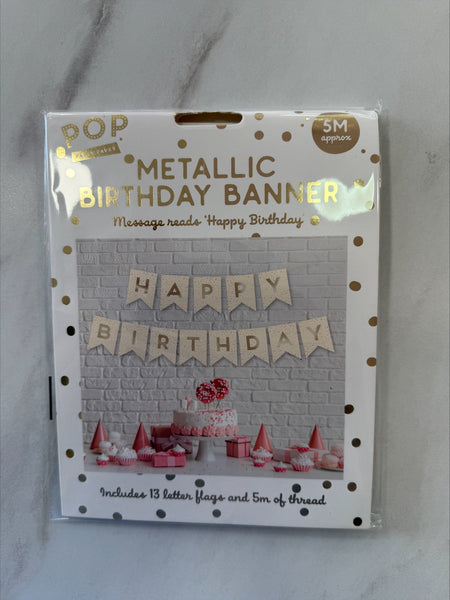 POP
5M
approx
METALLIC
BIRTHDAY BANNER
Message reads 'Happy Birthday'
HAPPY
BIRTHDAY
Includes 13 letter flags and 5m of thread